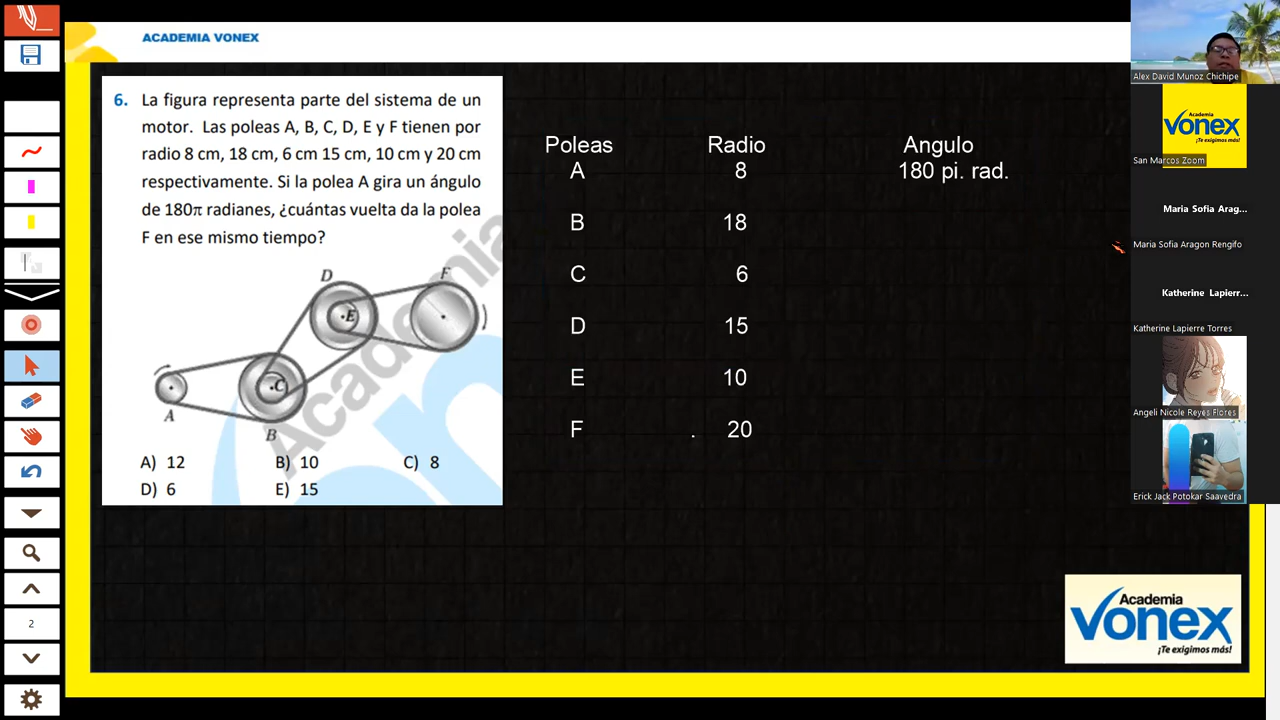 ACADEMIA VONEX
6. La figura representa parte del sistema de un
motor. Las poleas A, B, C, D, E y F tienen por
radio 8 cm, 18 cm, 6 cm 15 cm, 10 cm y 20 cm
respectivamente. Si la polea A gira un ángulo
de 180π radianes, ¿cuántas vuelta da la polea
F en ese mismo tiempo?
D
F
E
C
A
B
Academia
A) 12 B) 10 C) 8
D) 6 E) 15
Poleas Radio Angulo
A 8 180 pi. rad.
B 18
C 6
D 15
E 10
F . 20
Academia
Vonex
¡Te exigimos más!
Alex David Munoz Chichipe
Academia
Vonex
¡Te exigimos más!
San Marcos Zoom
Maria Sofia Arag...
Maria Sofia Aragon Rengifo
Katherine Lapierr...
Katherine Lapierre Torres
Angeli Nicole Reyes Flores
Erick Jack Potokar Saavedra
2